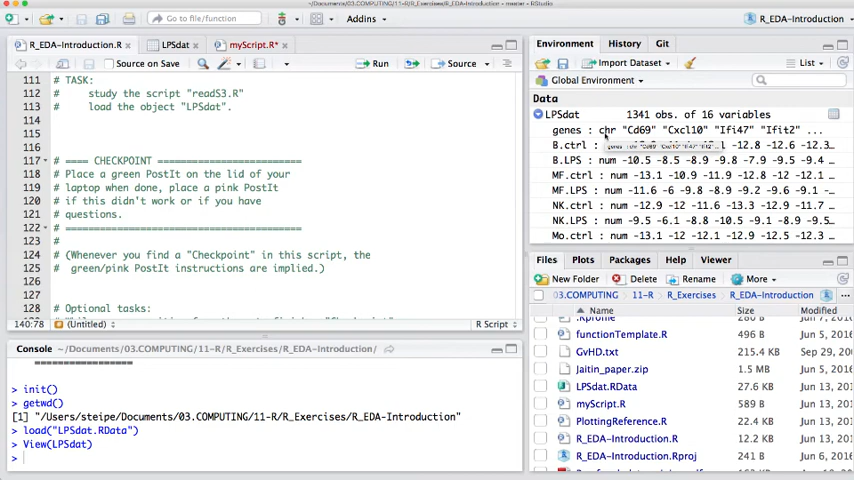 ~/Documents/03.COMPUTING/11-R/R_Exercises/R_EDA-Introduction - master - RStudio
Go to file/function
Addins
R_EDA-Introduction
R_EDA-Introduction.R
LPSdat
myScript.R*
Source on Save
Run
Source
111 # TASK:
112 # study the script "readS3.R"
113 # load the object "LPSdat".
114
115
116
117 # ==== CHECKPOINT =========================
118 # Place a green PostIt on the lid of your
119 # laptop when done, place a pink PostIt
120 # if this didn't work or if you have
121 # questions.
122 # =========================================
123 #
124 # (Whenever you find a "Checkpoint" in this script, the
125 # green/pink PostIt instructions are implied.)
126
127
128 # Optional tasks:
140:78
(Untitled)
R Script
Console ~/Documents/03.COMPUTING/11-R/R_Exercises/R_EDA-Introduction/
=================
> init()
> getwd()
[1] "/Users/steipe/Documents/03.COMPUTING/11-R/R_Exercises/R_EDA-Introduction"
> load("LPSdat.RData")
> View(LPSdat)
>
Environment
History
Git
Import Dataset
List
Global Environment
Data
LPSdat 1341 obs. of 16 variables
genes : chr "Cd69" "Cxcl10" "Ifi47" "Ifit2" ...
-12.8 -12.3…
B.ctrl :
B.LPS : num -10.5 -8.5 -8.9 -9.8 -7.9 -9.5 -9.4 …
MF.ctrl : num -13.1 -10.9 -11.9 -12.8 -12.6 -12…
MF.LPS : num -11.6 -6 -8.8 -8.9 -9.2 -9.6 -9.1 …
NK.ctrl : num -12.9 -12 -11.6 -13.3 -12.9 -11.7…
NK.LPS : num -9.5 -6.1 -8.8 -10.5 -9.1 -8.9 -9.5…
Mo.ctrl : num -13.1 -12 -12.9 -12.9 -12.5 -12.3…
Files
Plots
Packages
Help
Viewer
New Folder
Delete
Rename
More
03.COMPUTING
11-R
R_Exercises
R_EDA-Introduction
Name
Size
Modified
.Rprofile
functionTemplate.R 496 B Jun 5, 2016
GvHD.txt 215.4 KB Sep 29, 200
Jaitin_paper.zip 1.5 MB Jun 5, 2016
LPSdat.RData 27.6 KB Jun 13, 201
myScript.R 589 B Jun 13, 201
PlottingReference.R 22.4 KB Jun 13, 201
R_EDA-Introduction.R 12.2 KB Jun 13, 201
R_EDA-Introduction.Rproj 241 B Jun 6, 2016